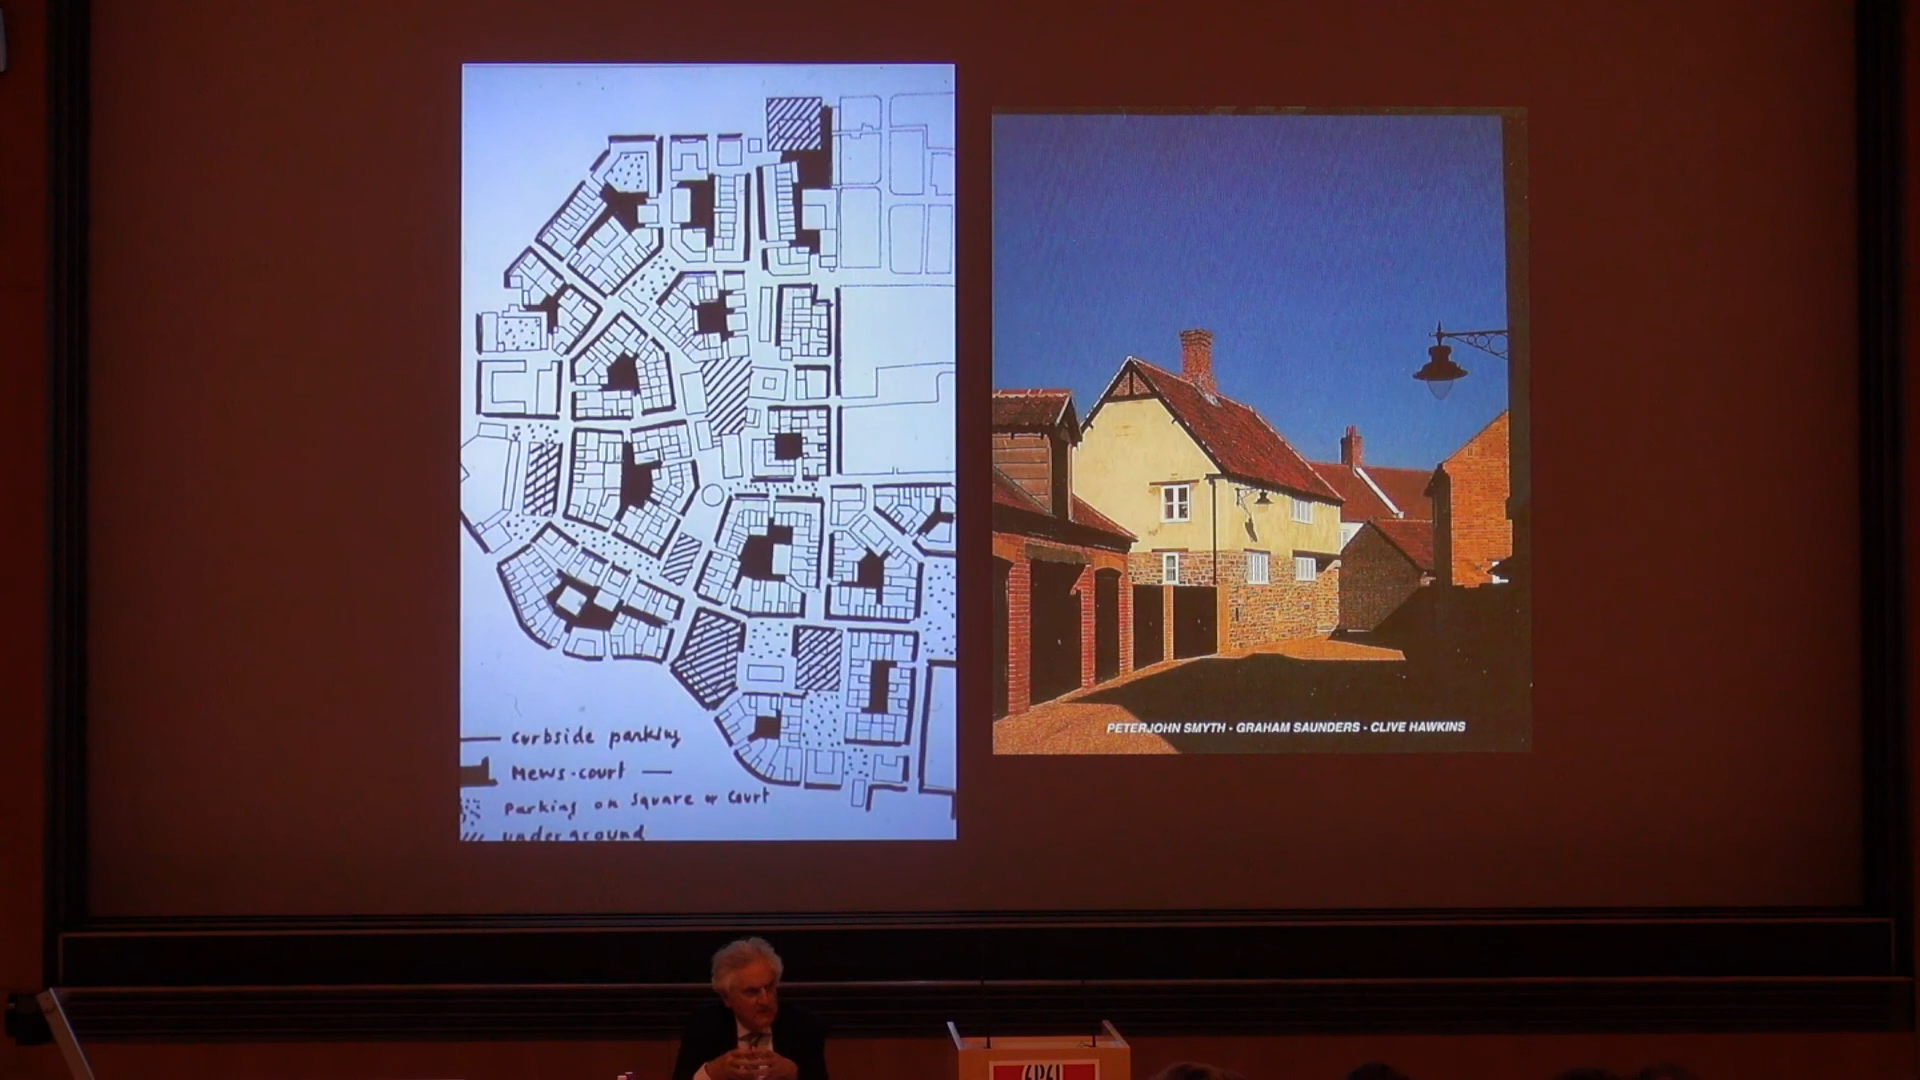 curbside parking
Mews-court
Parking on Square or Court
underground
PETERJOHN SMYTH - GRAHAM SAUNDERS - CLIVE HAWKINS